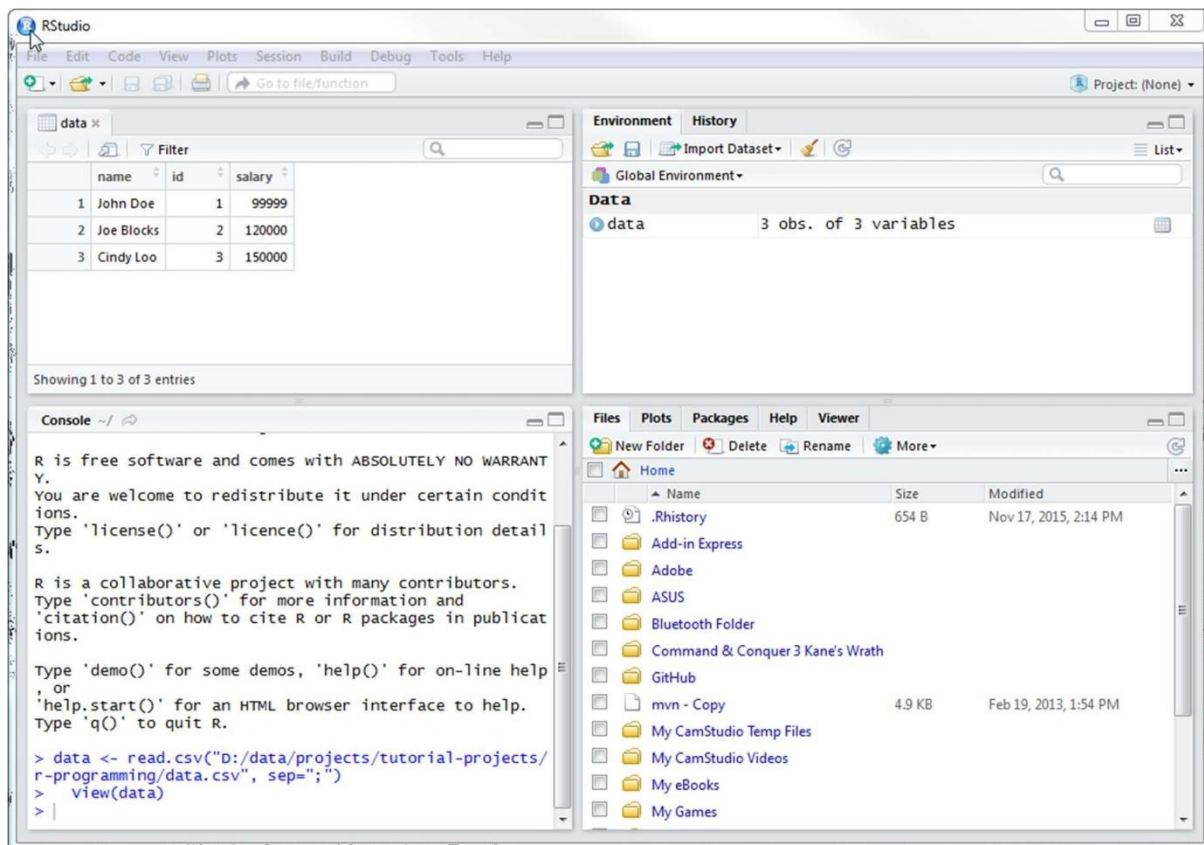 RStudio
File Edit Code View Plots Session Build Debug Tools Help
Go to file/function
Project: (None)
data
Filter
name id salary
1 John Doe 1 99999
2 Joe Blocks 2 120000
3 Cindy Loo 3 150000
Showing 1 to 3 of 3 entries
Environment History
Import Dataset
List
Global Environment
Data
data 3 obs. of 3 variables
Console ~/
R is free software and comes with ABSOLUTELY NO WARRANT
Y.
You are welcome to redistribute it under certain condit
ions.
Type 'license()' or 'licence()' for distribution detail
s.
R is a collaborative project with many contributors.
Type 'contributors()' for more information and
'citation()' on how to cite R or R packages in publicat
ions.
Type 'demo()' for some demos, 'help()' for on-line help
, or
'help.start()' for an HTML browser interface to help.
Type 'q()' to quit R.
> data <- read.csv("D:/data/projects/tutorial-projects/
r-programming/data.csv", sep=";")
> View(data)
>
Files Plots Packages Help Viewer
New Folder Delete Rename More
Home ...
Name Size Modified
.Rhistory 654 B Nov 17, 2015, 2:14 PM
Add-in Express
Adobe
ASUS
Bluetooth Folder
Command & Conquer 3 Kane's Wrath
GitHub
mvn - Copy 4.9 KB Feb 19, 2013, 1:54 PM
My CamStudio Temp Files
My CamStudio Videos
My eBooks
My Games